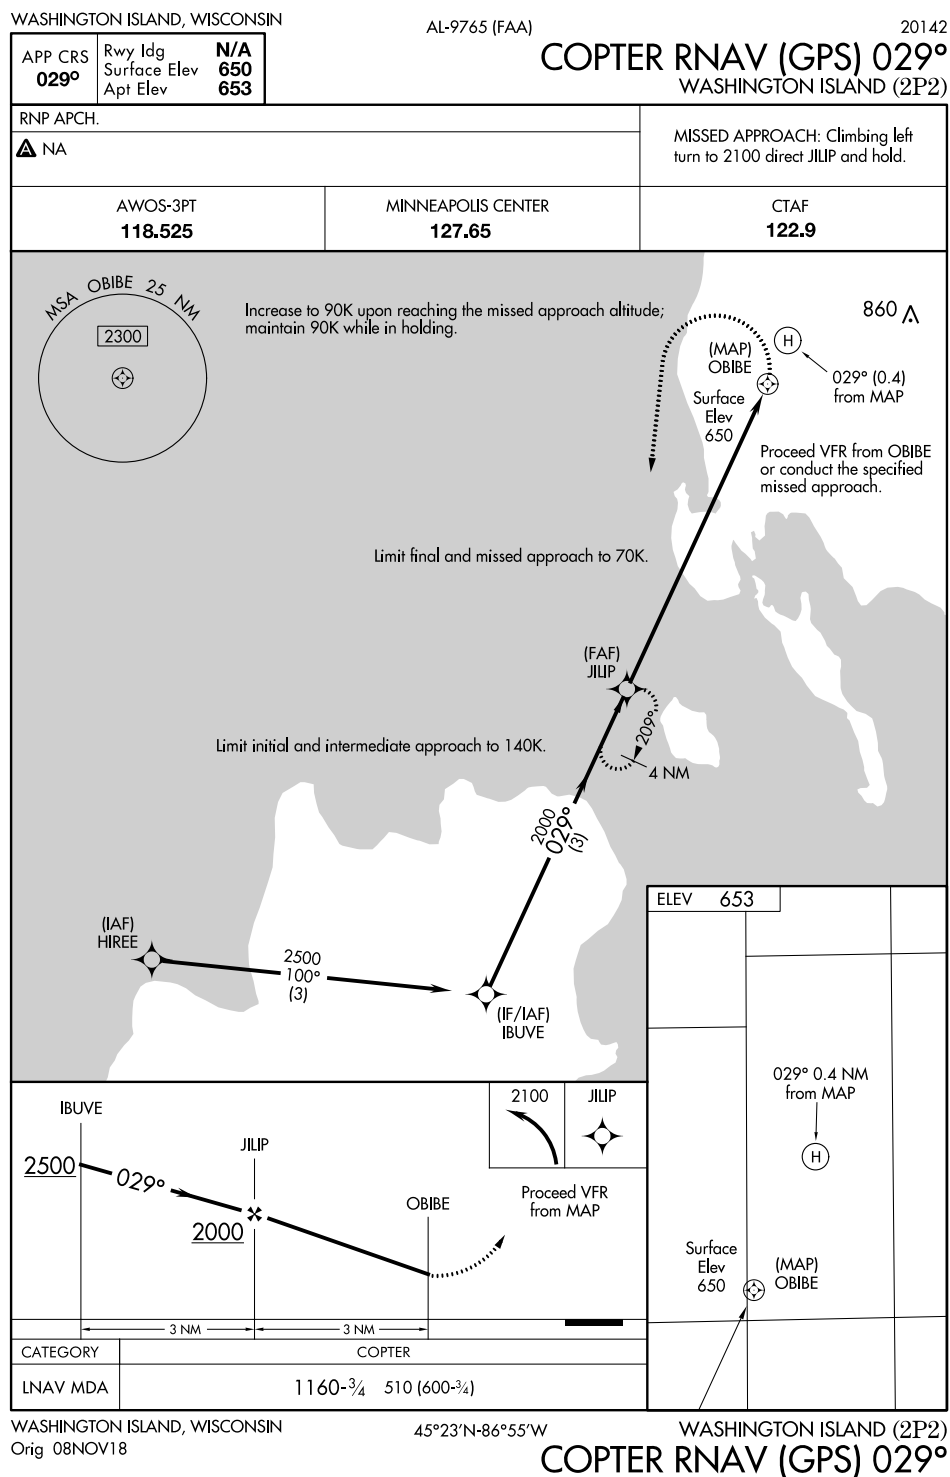 WASHINGTON ISLAND, WISCONSIN
AL-9765 (FAA)
20142
COPTER RNAV (GPS) 029°
WASHINGTON ISLAND (2P2)
APP CRS
029°
Rwy ldg N/A
Surface Elev 650
Apt Elev 653
RNP APCH.
A NA
MISSED APPROACH: Climbing left
turn to 2100 direct JILIP and hold.
AWOS-3PT
118.525
MINNEAPOLIS CENTER
127.65
CTAF
122.9
MSA OBIBE 25 NM
2300
Increase to 90K upon reaching the missed approach altitude;
maintain 90K while in holding.
860
(MAP)
OBIBE
H
029° (0.4)
from MAP
Surface
Elev
650
Proceed VFR from OBIBE
or conduct the specified
missed approach.
Limit final and missed approach to 70K.
(FAF)
JILIP
209°
4 NM
Limit initial and intermediate approach to 140K.
2000
029°
(3)
(IAF)
HIREE
2500
100°
(3)
(IF/IAF)
IBUVE
ELEV 653
029° 0.4 NM
from MAP
H
Surface
Elev
650
(MAP)
OBIBE
IBUVE
2500
029°
JILIP
2000
OBIBE
2100
JILIP
Proceed VFR
from MAP
3 NM
3 NM
CATEGORY
COPTER
LNAV MDA
1160-¾ 510 (600-¾)
WASHINGTON ISLAND, WISCONSIN
Orig 08NOV18
45°23'N-86°55'W
WASHINGTON ISLAND (2P2)
COPTER RNAV (GPS) 029°